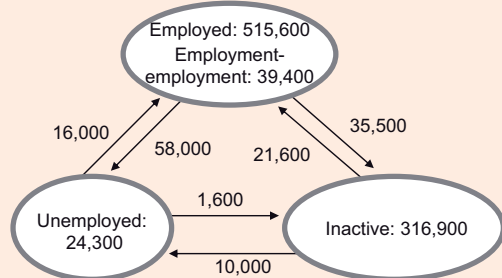 Employed: 515,600
Employment-
employment: 39,400
16,000
58,000
21,600
35,500
1,600
Unemployed:
24,300
Inactive: 316,900
10,000